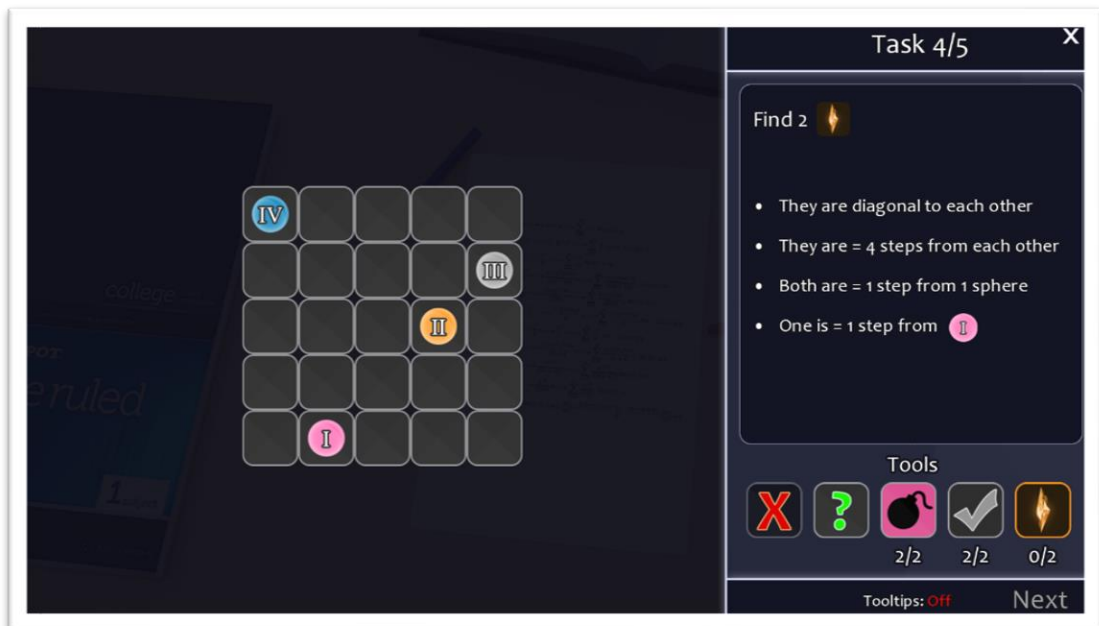 Task 4/5
X
Find 2
• They are diagonal to each other
• They are = 4 steps from each other
• Both are = 1 step from 1 sphere
• One is = 1 step from I
IV
III
II
I
college
e ruled
Tools
X ?
2/2 2/2 0/2
Tooltips: Off
Next